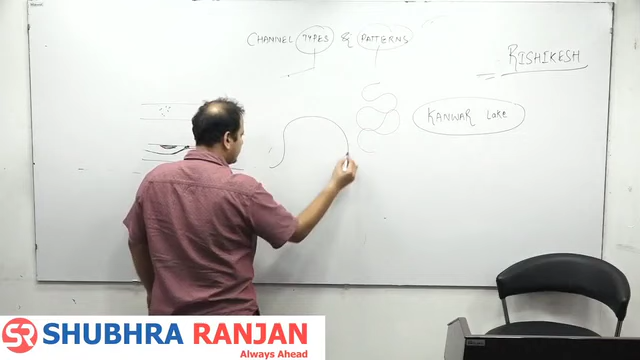 CHANNEL TYPES & PATTERNS
RISHIKESH
KANWAR Lake
SR SHUBHRA RANJAN
Always Ahead